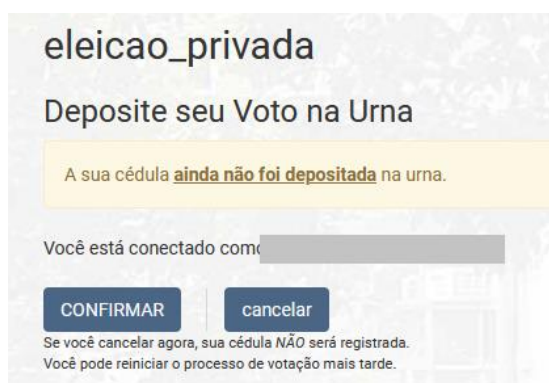 eleicao_privada
Deposite seu Voto na Urna
A sua cédula ainda não foi depositada na urna.
Você está conectado como
CONFIRMAR cancelar
Se você cancelar agora, sua cédula NÃO será registrada.
Você pode reiniciar o processo de votação mais tarde.